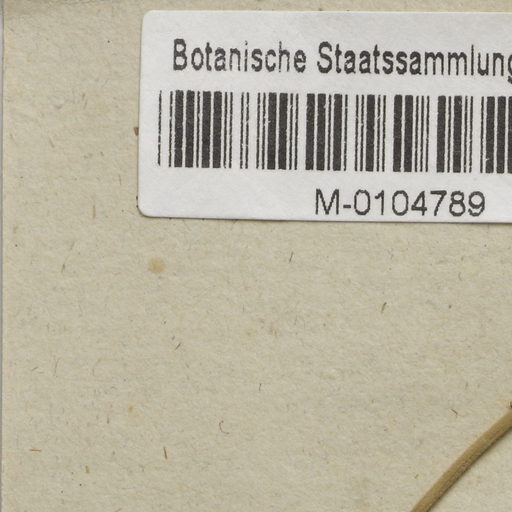 Botanische Staatssammlung
M-0104789